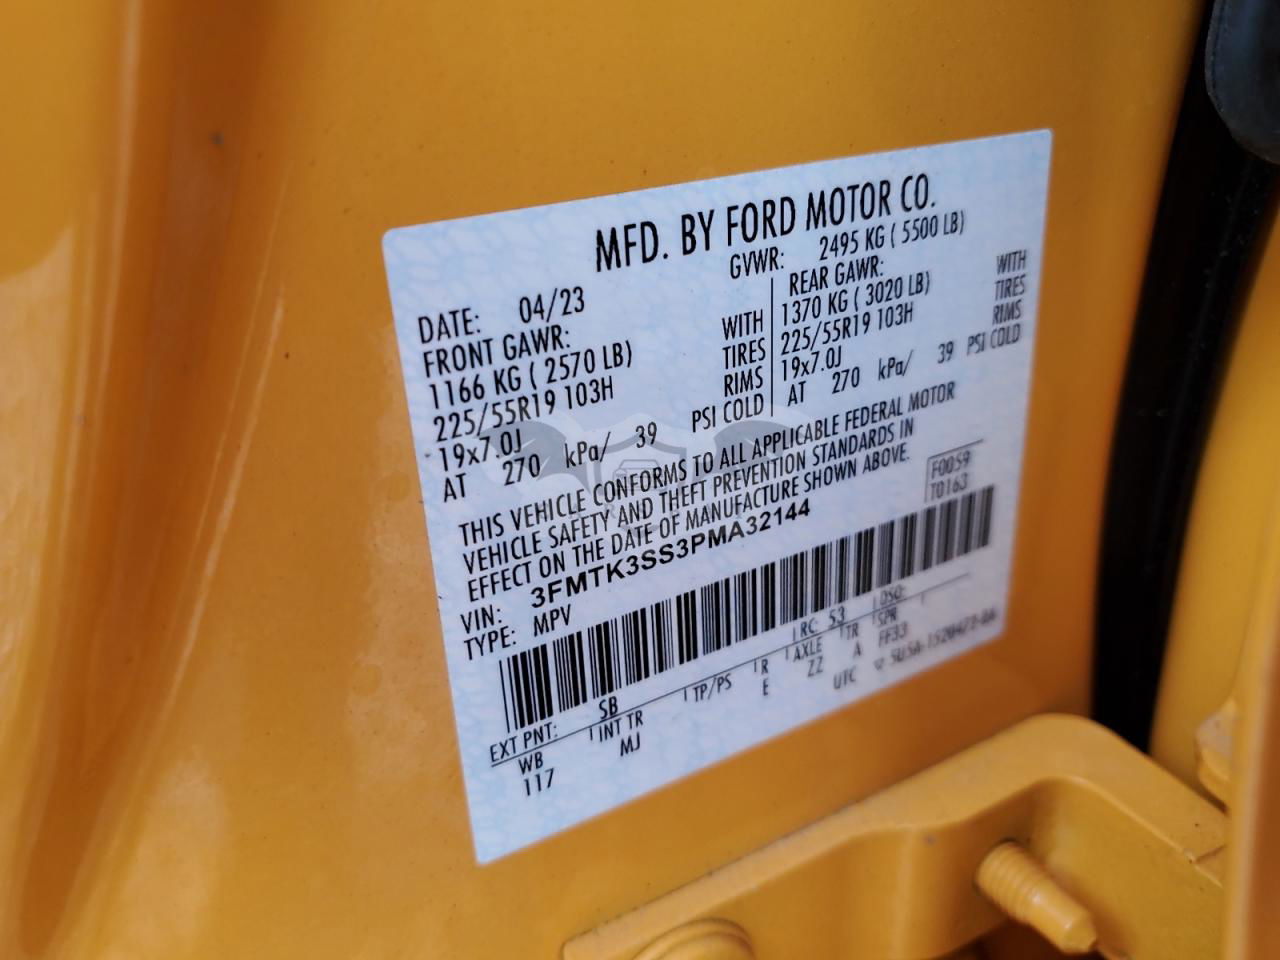 MFD. BY FORD MOTOR CO.
DATE: 04/23
GVWR: 2495 KG ( 5500 LB)
FRONT GAWR:
1166 KG ( 2570 LB) WITH
225/55R19 103H TIRES
19x7.0J RIMS
AT 270 kPa/ 39 PSI COLD
REAR GAWR:
1370 KG ( 3020 LB) WITH
225/55R19 103H TIRES
19x7.0J RIMS
AT 270 kPa/ 39 PSI COLD
THIS VEHICLE CONFORMS TO ALL APPLICABLE FEDERAL MOTOR
VEHICLE SAFETY AND THEFT PREVENTION STANDARDS IN
EFFECT ON THE DATE OF MANUFACTURE SHOWN ABOVE.
F0059
T0163
VIN: 3FMTK3SS3PMA32144
TYPE: MPV
EXT PNT: SB RC: 53 DSO:
WB INT TR TP/PS R AXLE TR SPR
117 MJ E ZZ A FF33
UTC